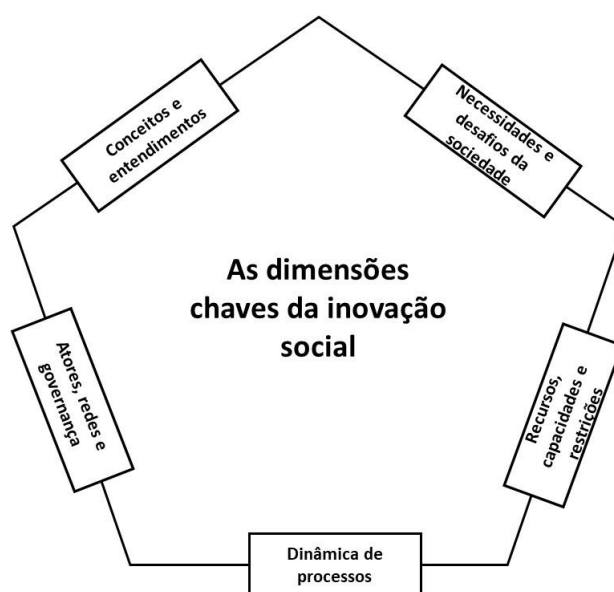 Conceitos e
entendimentos
Necessidades e
desafios da
sociedade
As dimensões
chaves da inovação
social
Atores, redes e
governança
Recursos,
capacidades e
restrições
Dinâmica de
processos